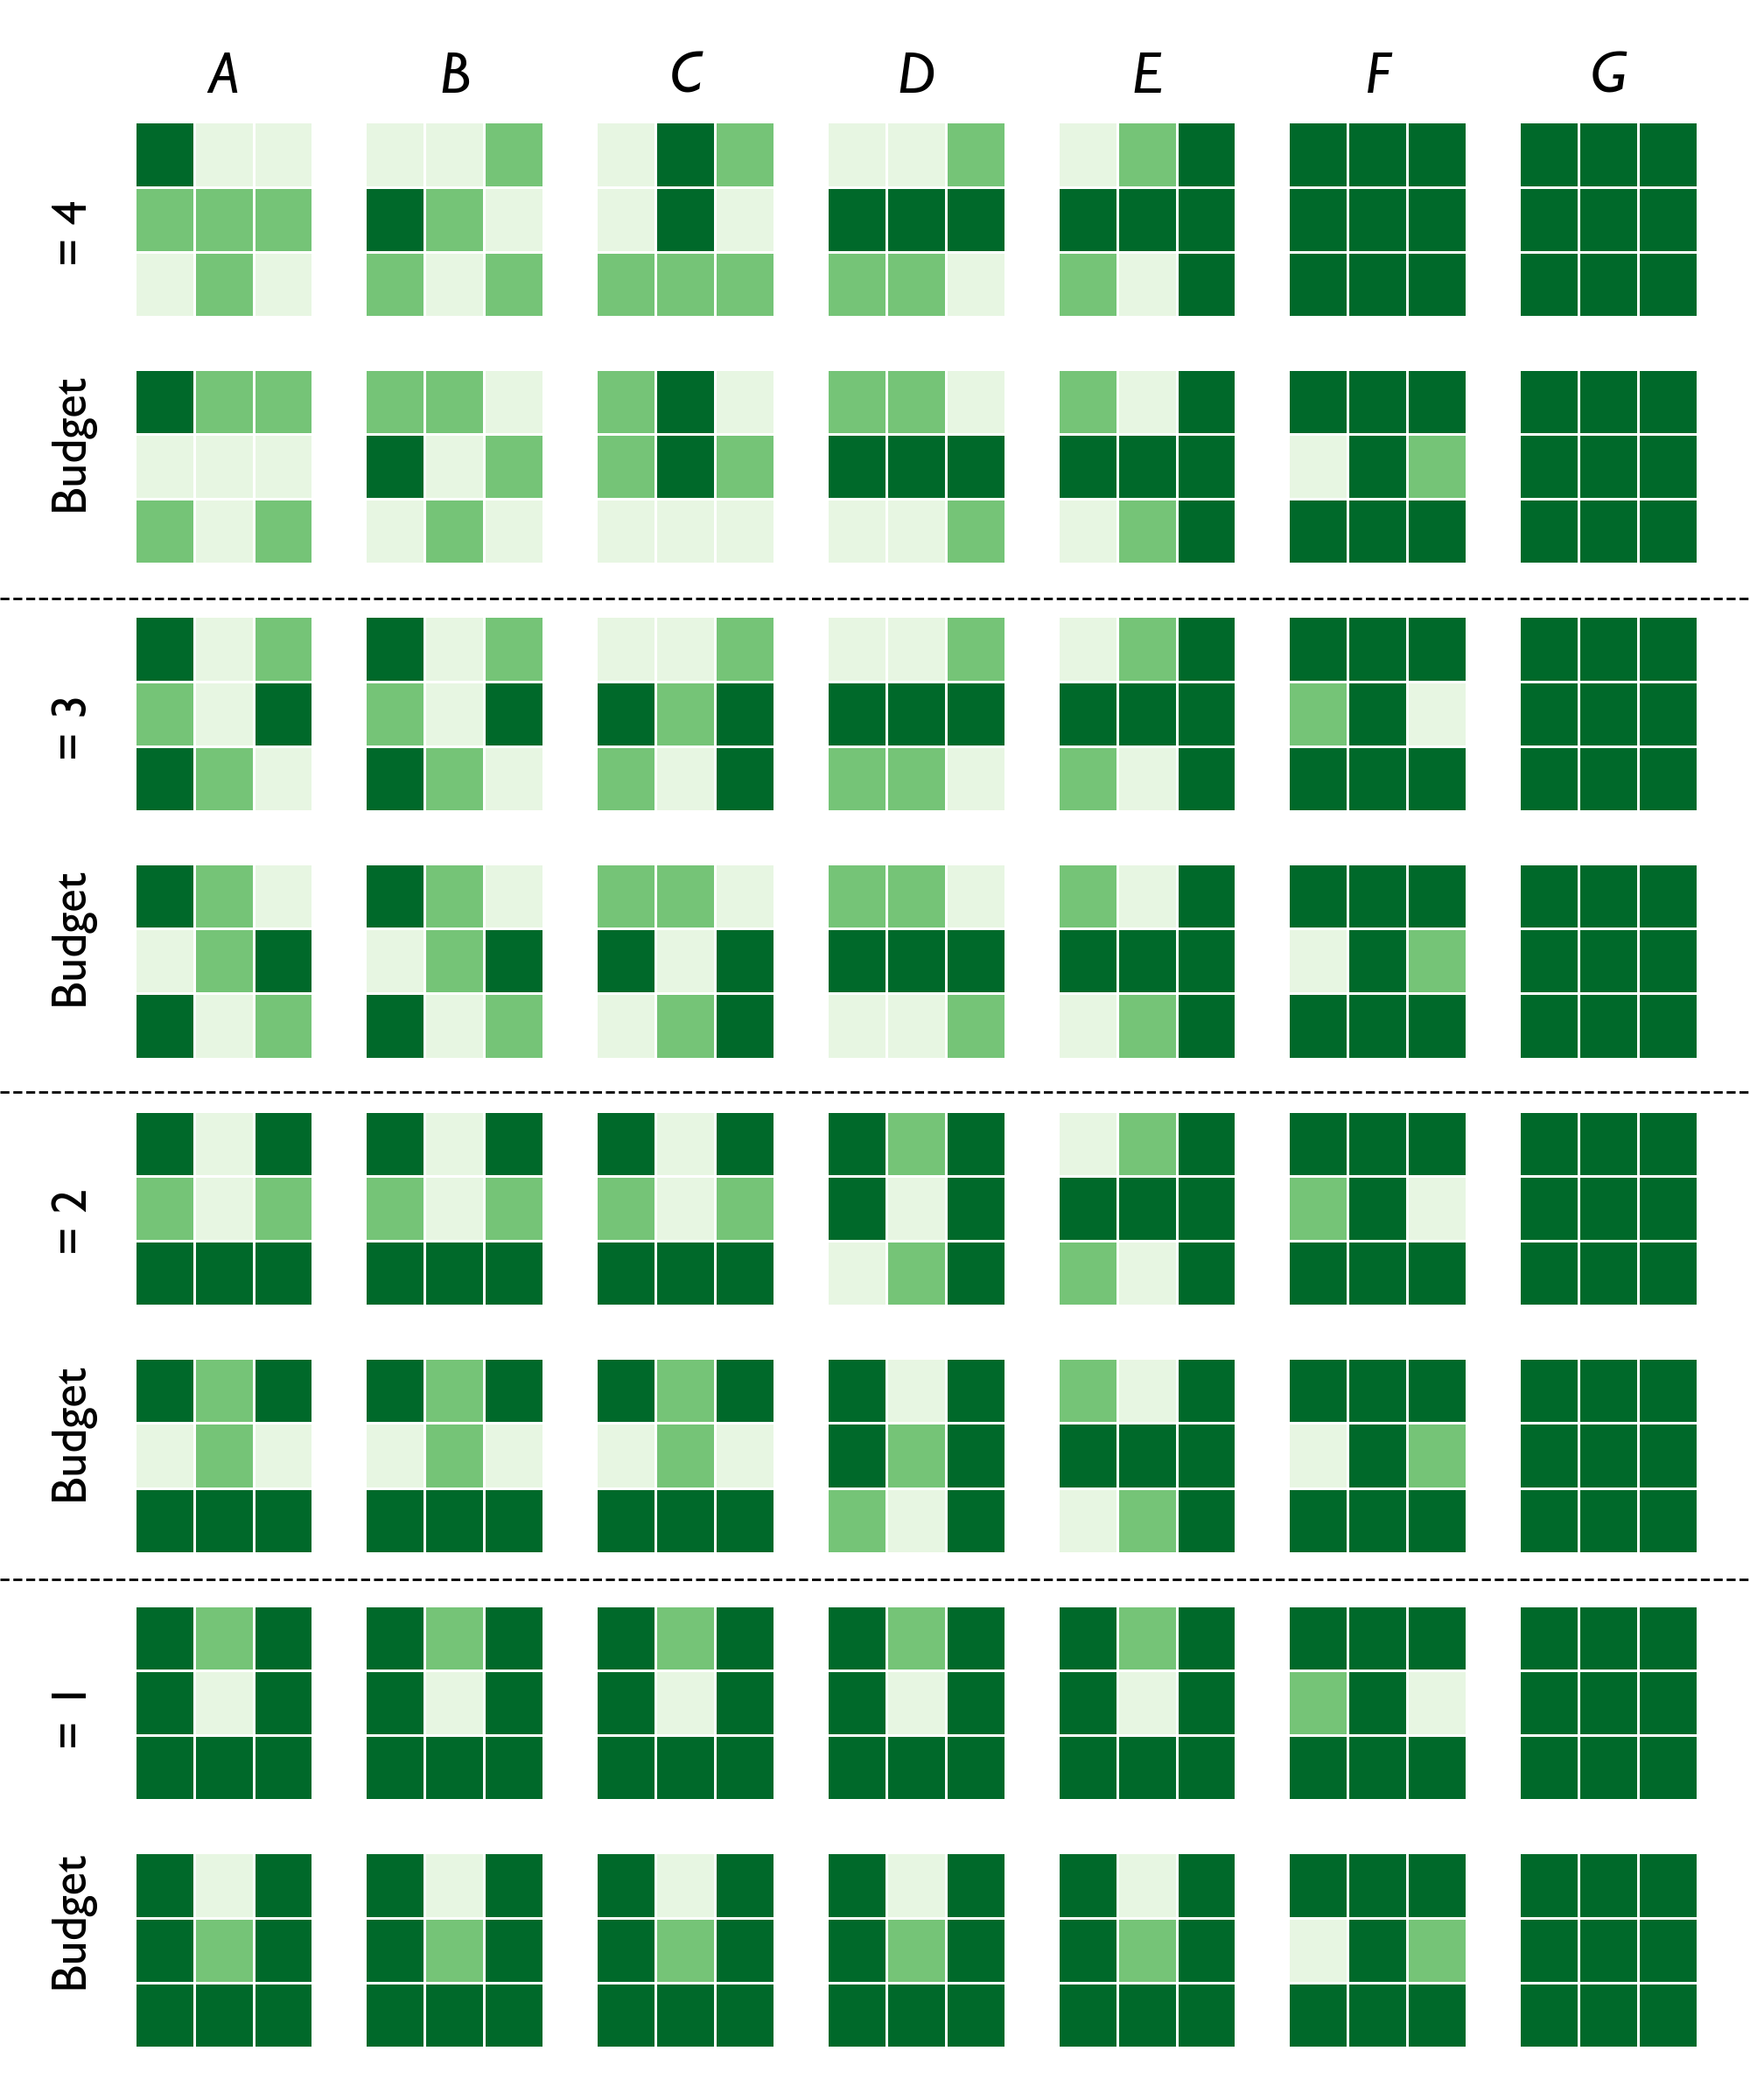 A B C D E F G
Budget = 4
Budget = 3
Budget = 2
Budget = 1